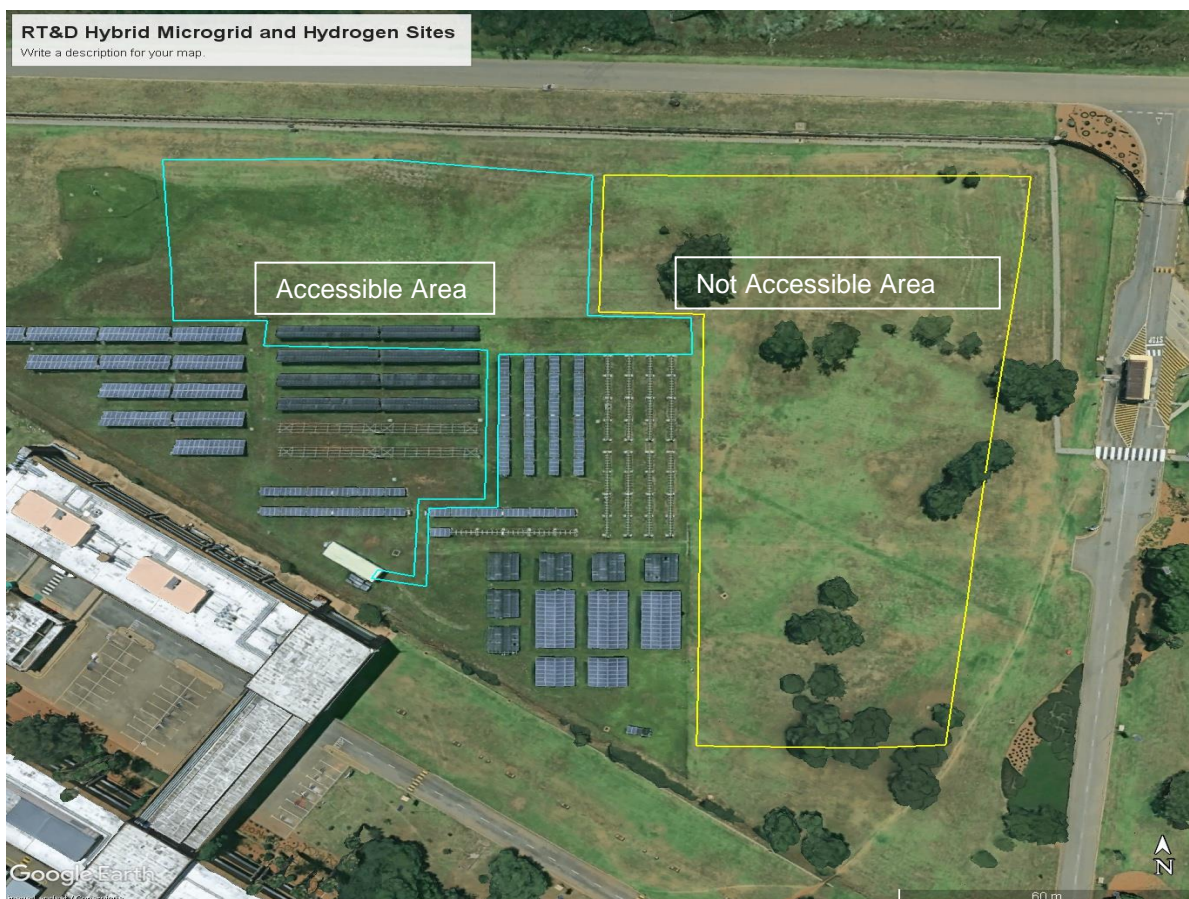 RT&D Hybrid Microgrid and Hydrogen Sites
Write a description for your map.
Accessible Area
Not Accessible Area
STOP
Google Earth
60 m
N